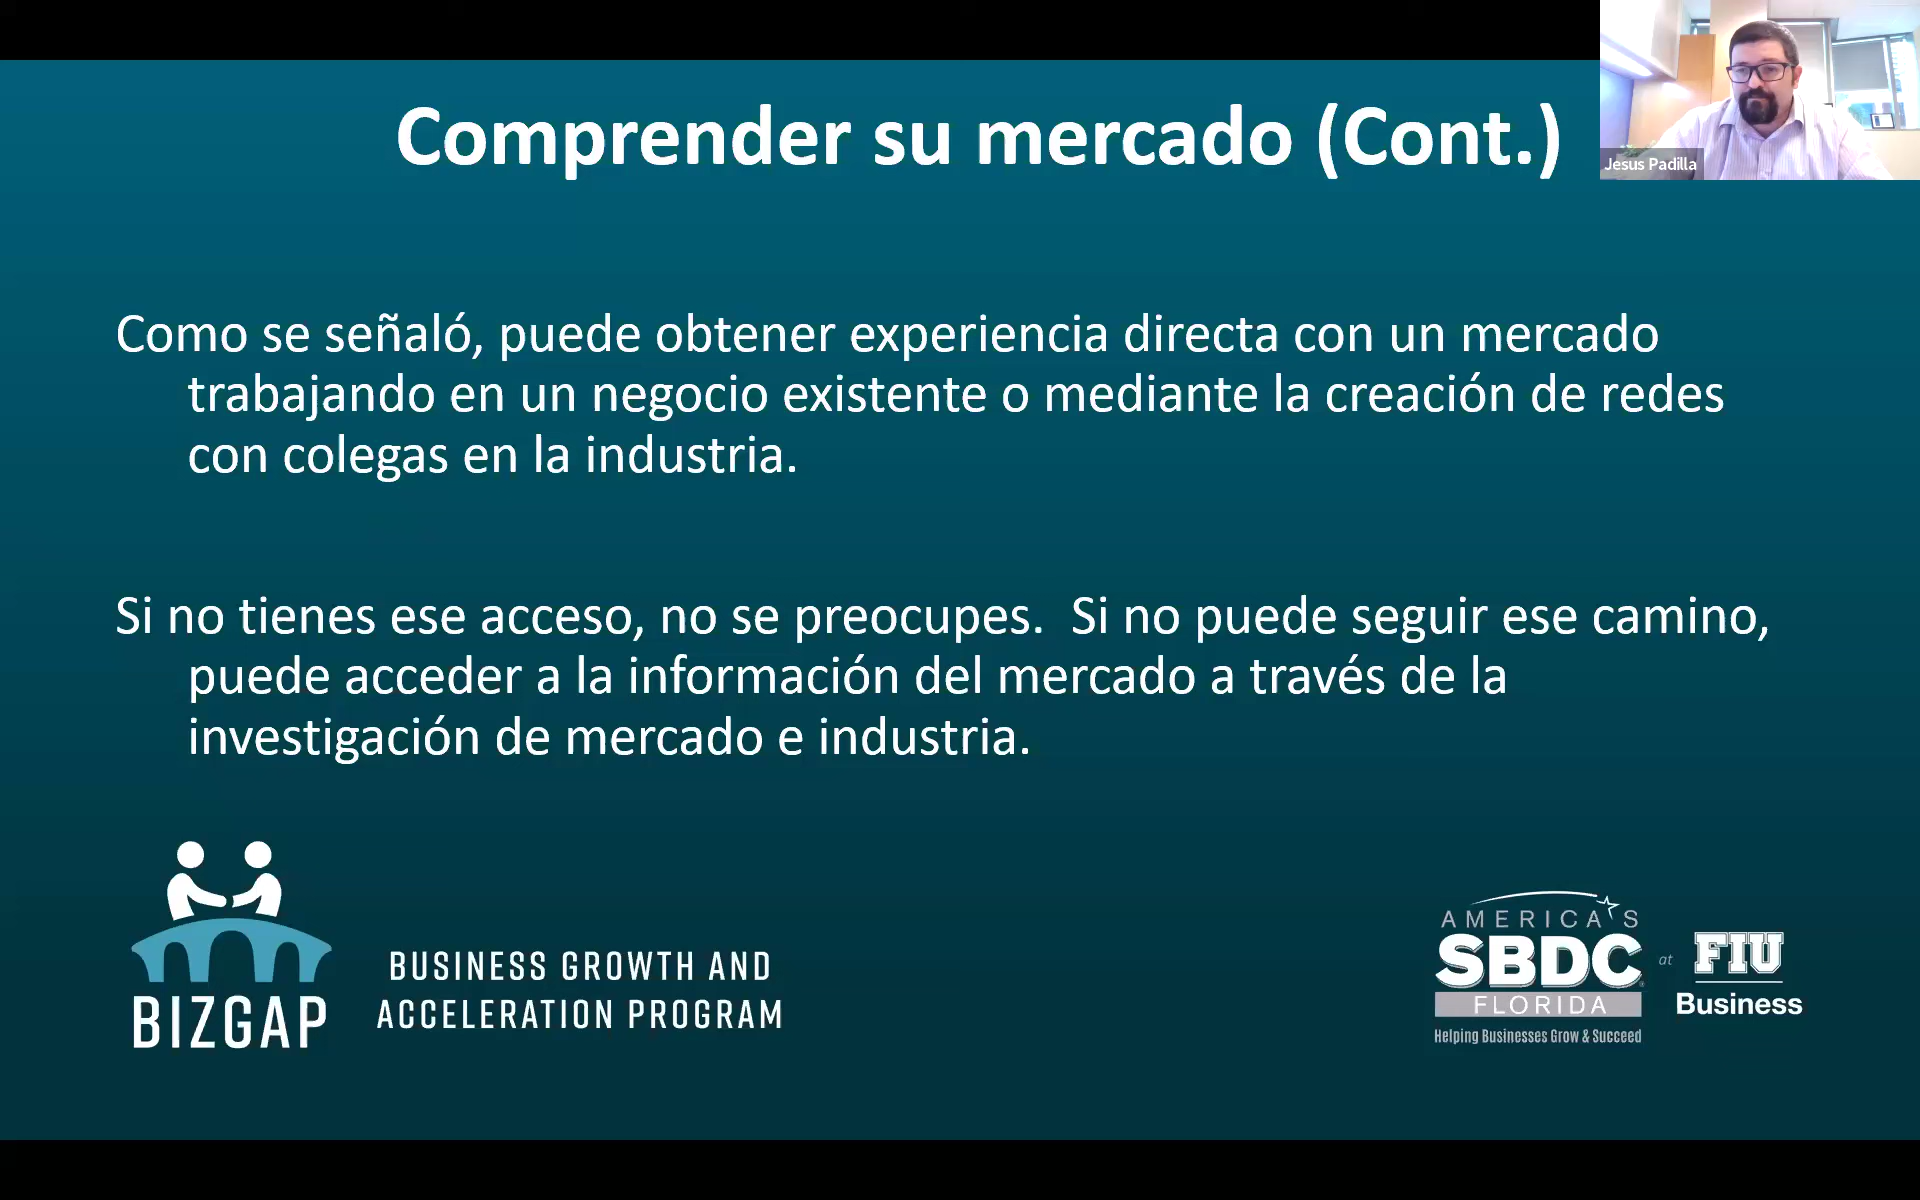 Comprender su mercado (Cont.)
Jesus Padilla
Como se señaló, puede obtener experiencia directa con un mercado
trabajando en un negocio existente o mediante la creación de redes
con colegas en la industria.
Si no tienes ese acceso, no se preocupes.  Si no puede seguir ese camino,
puede acceder a la información del mercado a través de la
investigación de mercado e industria.
BIZGAP
BUSINESS GROWTH AND
ACCELERATION PROGRAM
AMERICA'S
SBDC
FLORIDA
Helping Businesses Grow & Succeed
at
FIU
Business